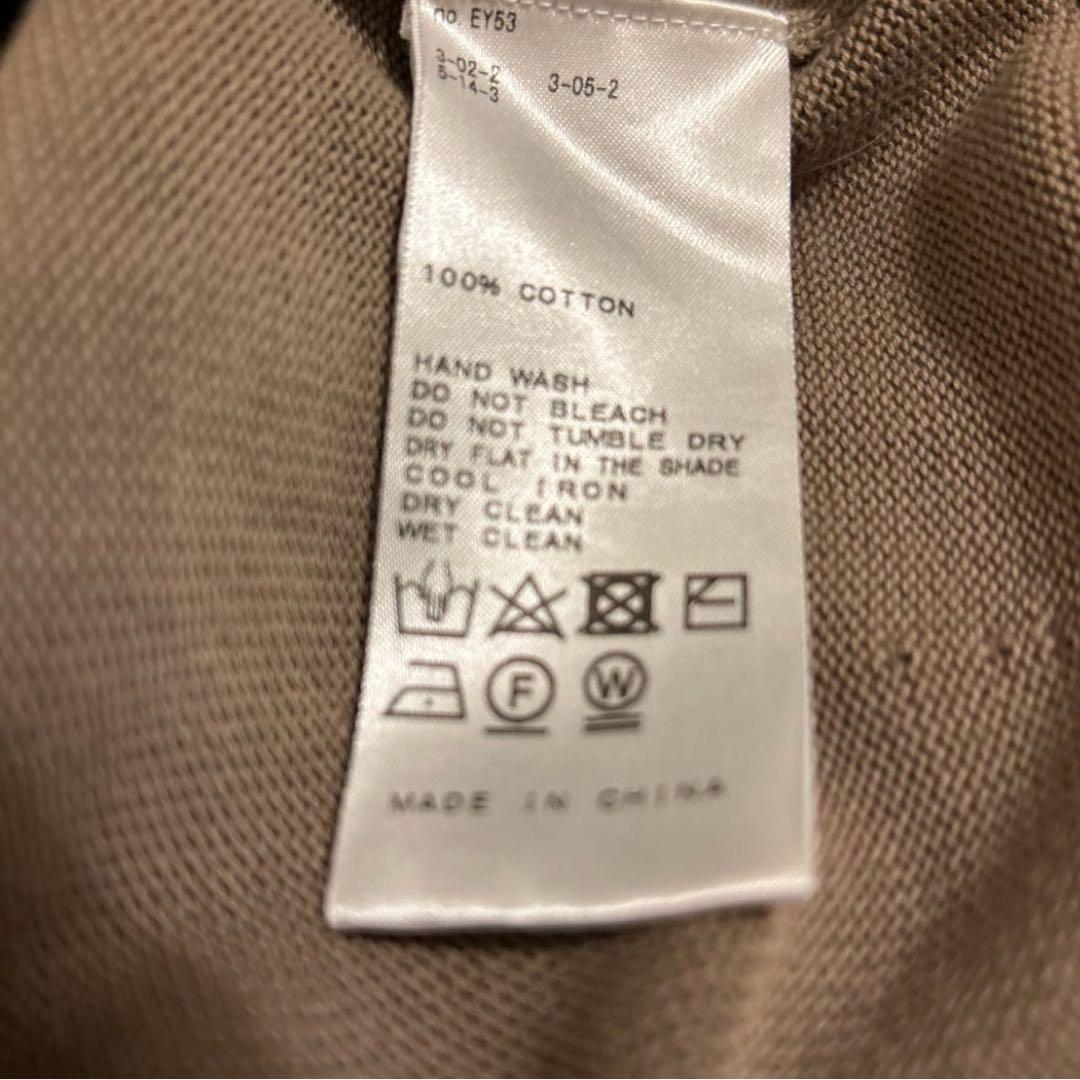 no. EY53
3-02-2
5-14-3 3-05-2
100% COTTON
HAND WASH
DO NOT BLEACH
DO NOT TUMBLE DRY
DRY FLAT IN THE SHADE
COOL IRON
DRY CLEAN
WET CLEAN
F W
MADE IN CHINA